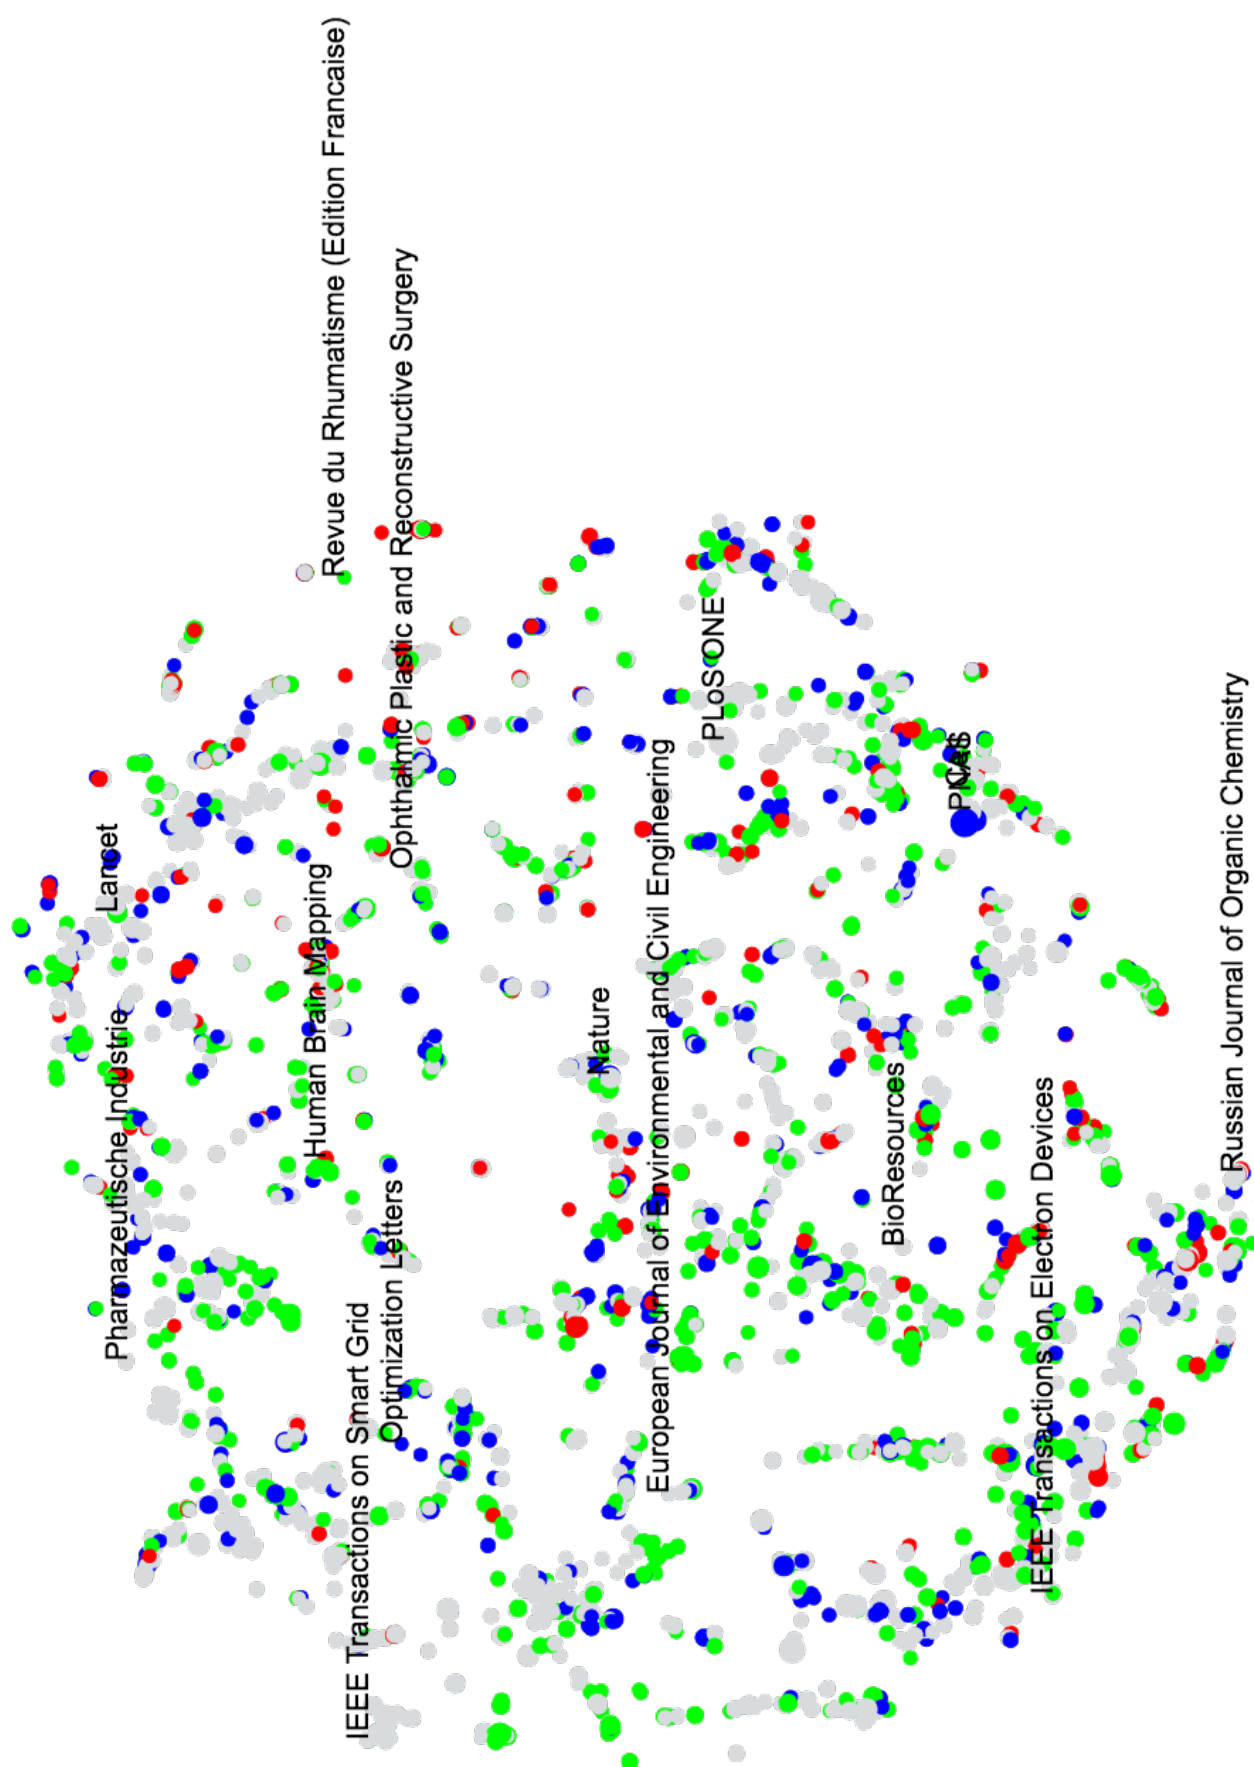 Revue du Rhumatisme (Edition Francaise)
Ophthalmic Plastic and Reconstructive Surgery
Lancet
PLoS ONE
Cell
PNAS
Human Brain Mapping
Russian Journal of Organic Chemistry
European Journal of Environmental and Civil Engineering
Nature
Pharmazeutische Industrie
BioResources
IEEE Transactions on Electron Devices
Optimization Letters
IEEE Transactions on Smart Grid